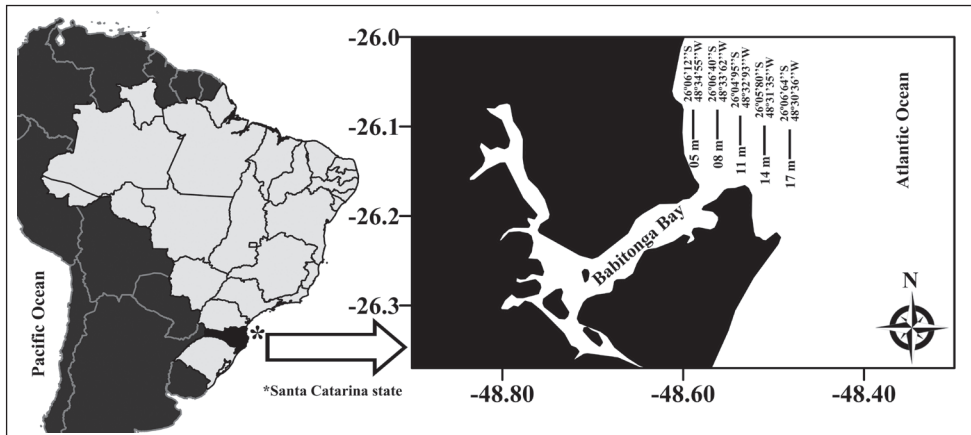 Pacific Ocean
*
*Santa Catarina state
-26.0
-26.1
-26.2
-26.3
-48.80
-48.60
-48.40
26°06'12''S
48°34'55''W
05 m
26°06'40''S
48°33'62''W
08 m
26°04'95''S
48°32'93''W
11 m
26°05'80''S
48°31'35''W
14 m
26°06'64''S
48°30'36''W
17 m
Babitonga Bay
Atlantic Ocean
N